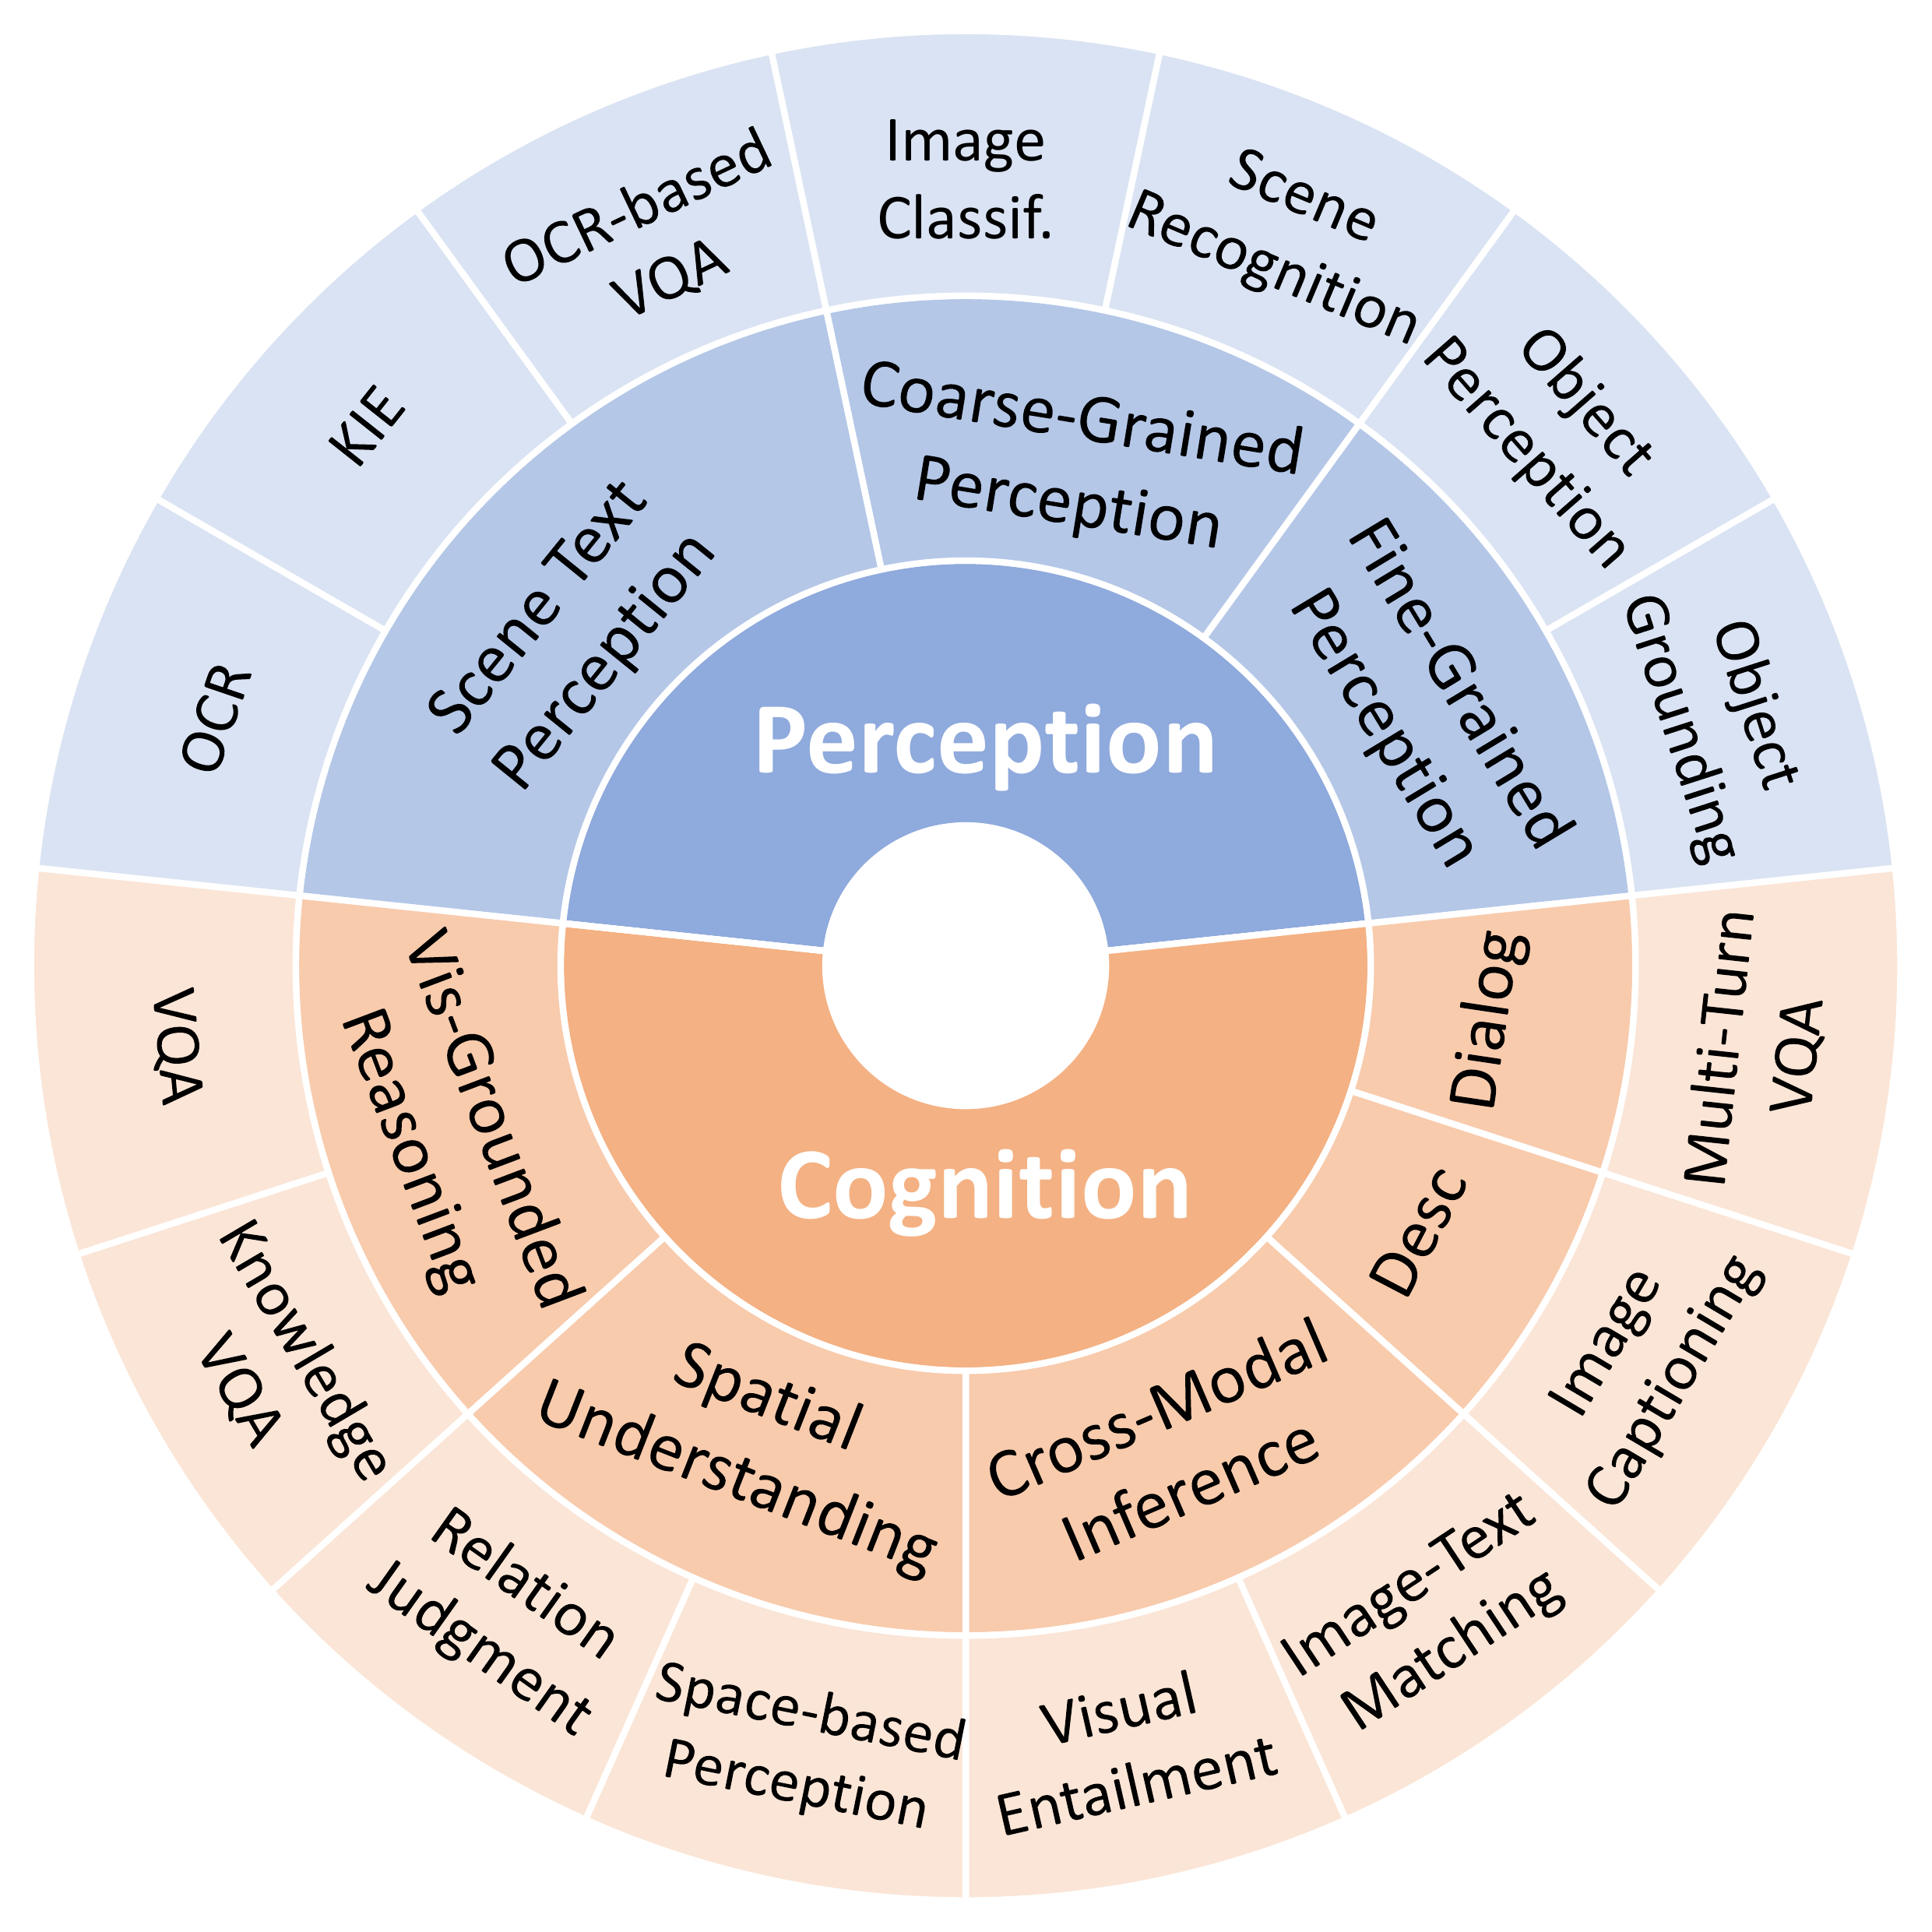 Perception
Cognition
Scene Text
Perception
Coarse-Grained
Perception
Fine-Grained
Perception
Dialog
Desc
Cross-Modal
Inference
Spatial
Understanding
Vis-Grounded
Reasoning
OCR
KIE
OCR-based
VQA
Image
Classif.
Scene
Recognition
Object
Perception
Object
Grounding
Multi-Turn
VQA
Image
Captioning
Image-Text
Matching
Visual
Entailment
Space-based
Perception
Relation
Judgment
Knowledge
VQA
VQA